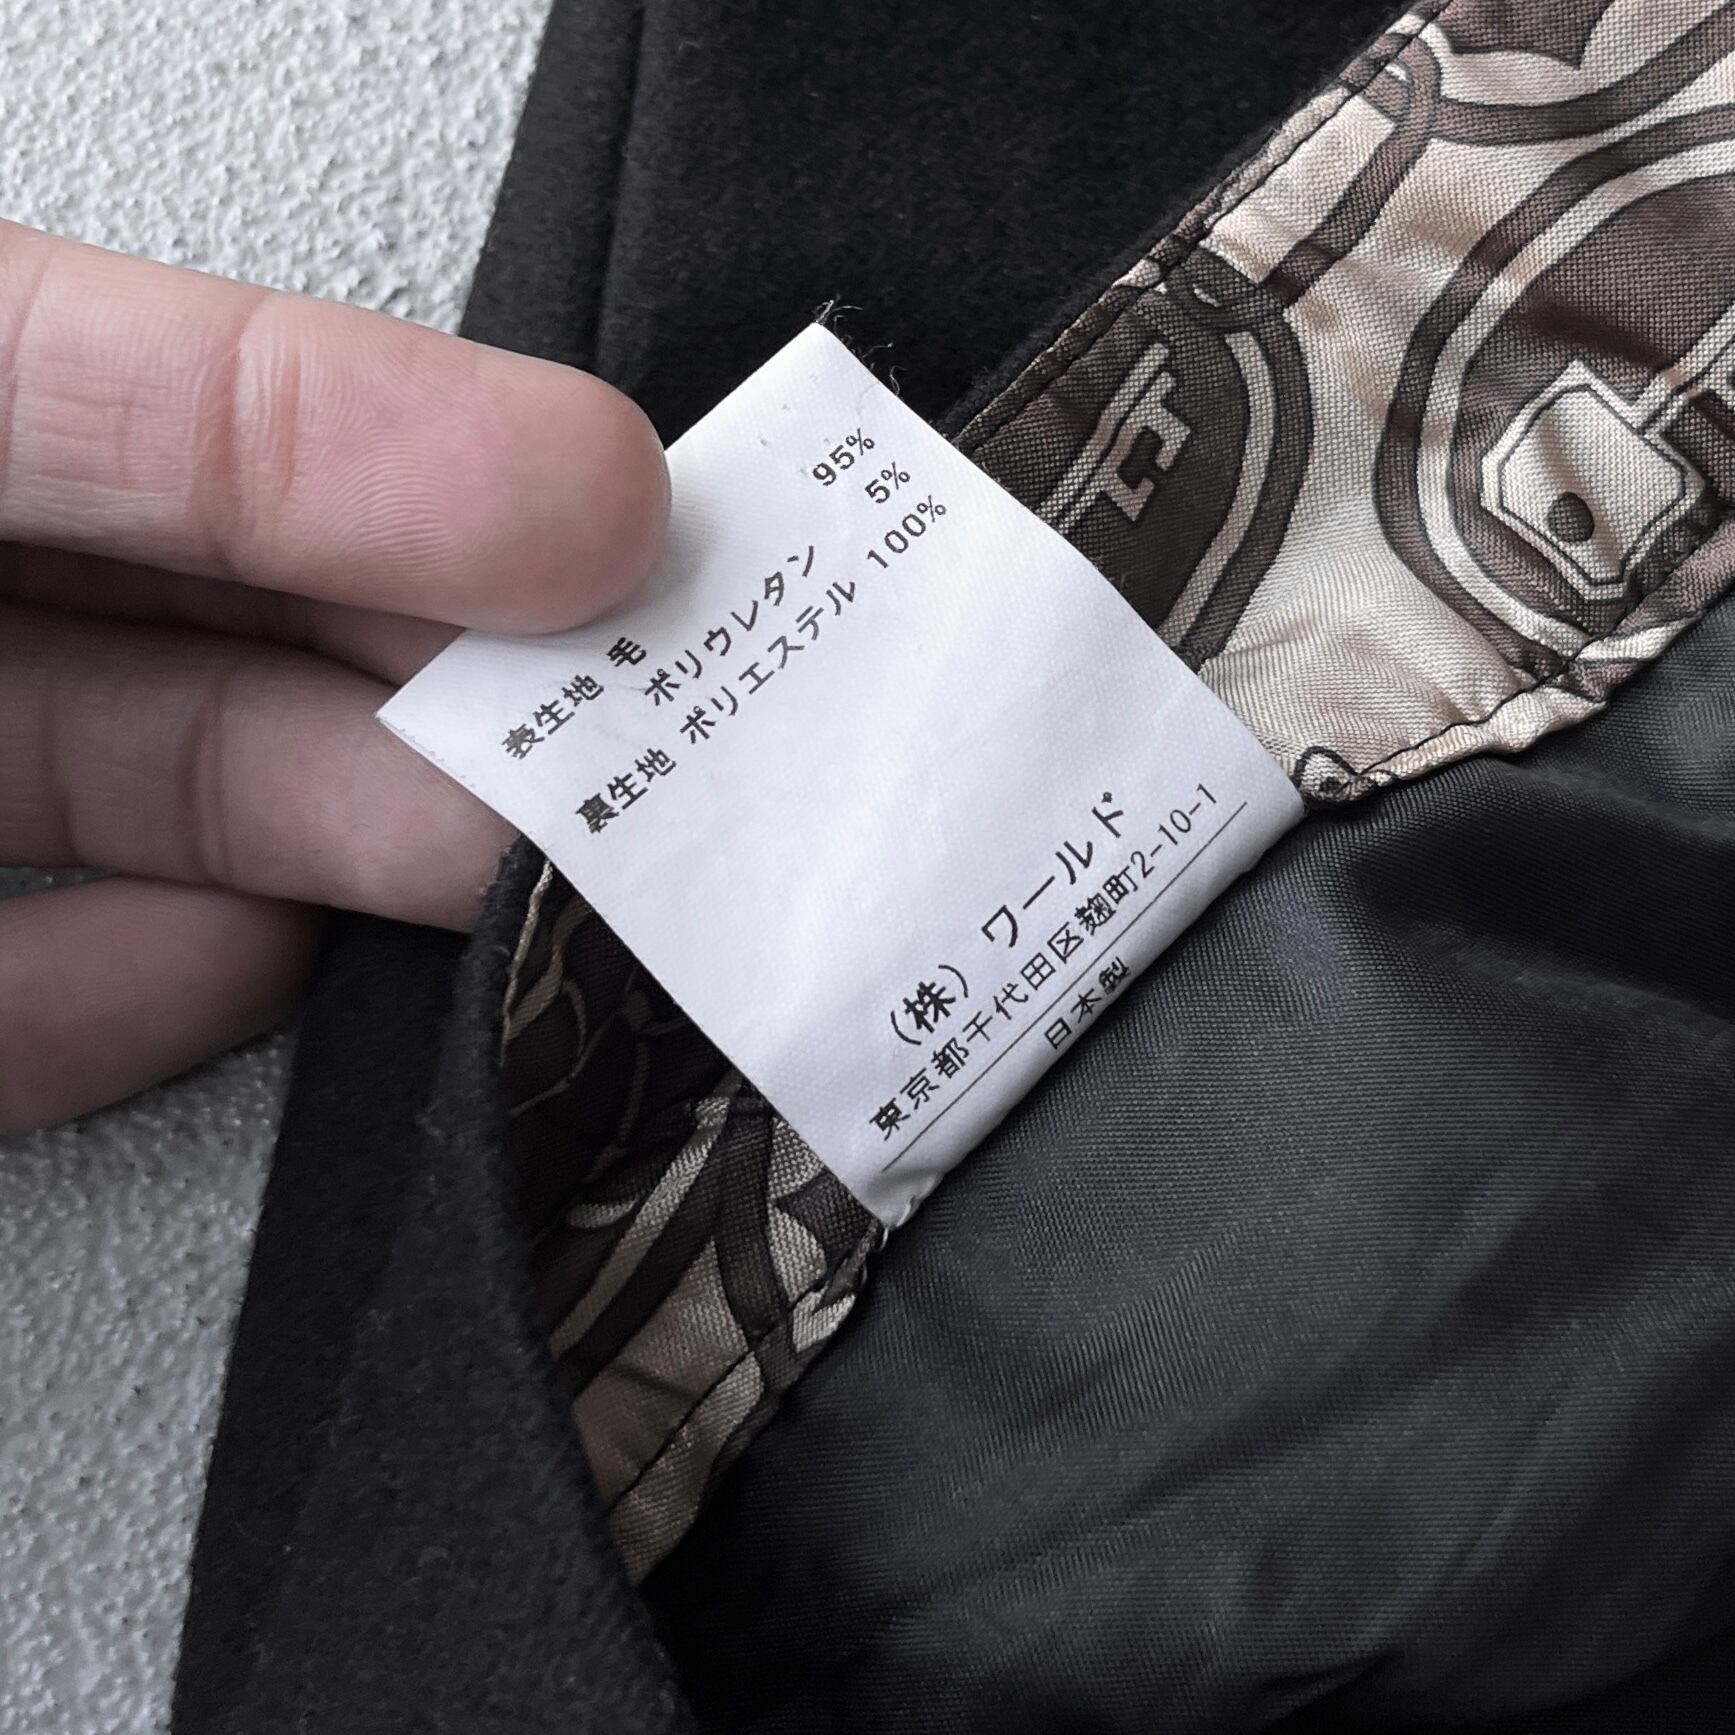 表生地 毛 95%
ポリウレタン 5%
裏生地 ポリエステル 100%
(株) ワールド
東京都千代田区麹町2-10-1
日本製